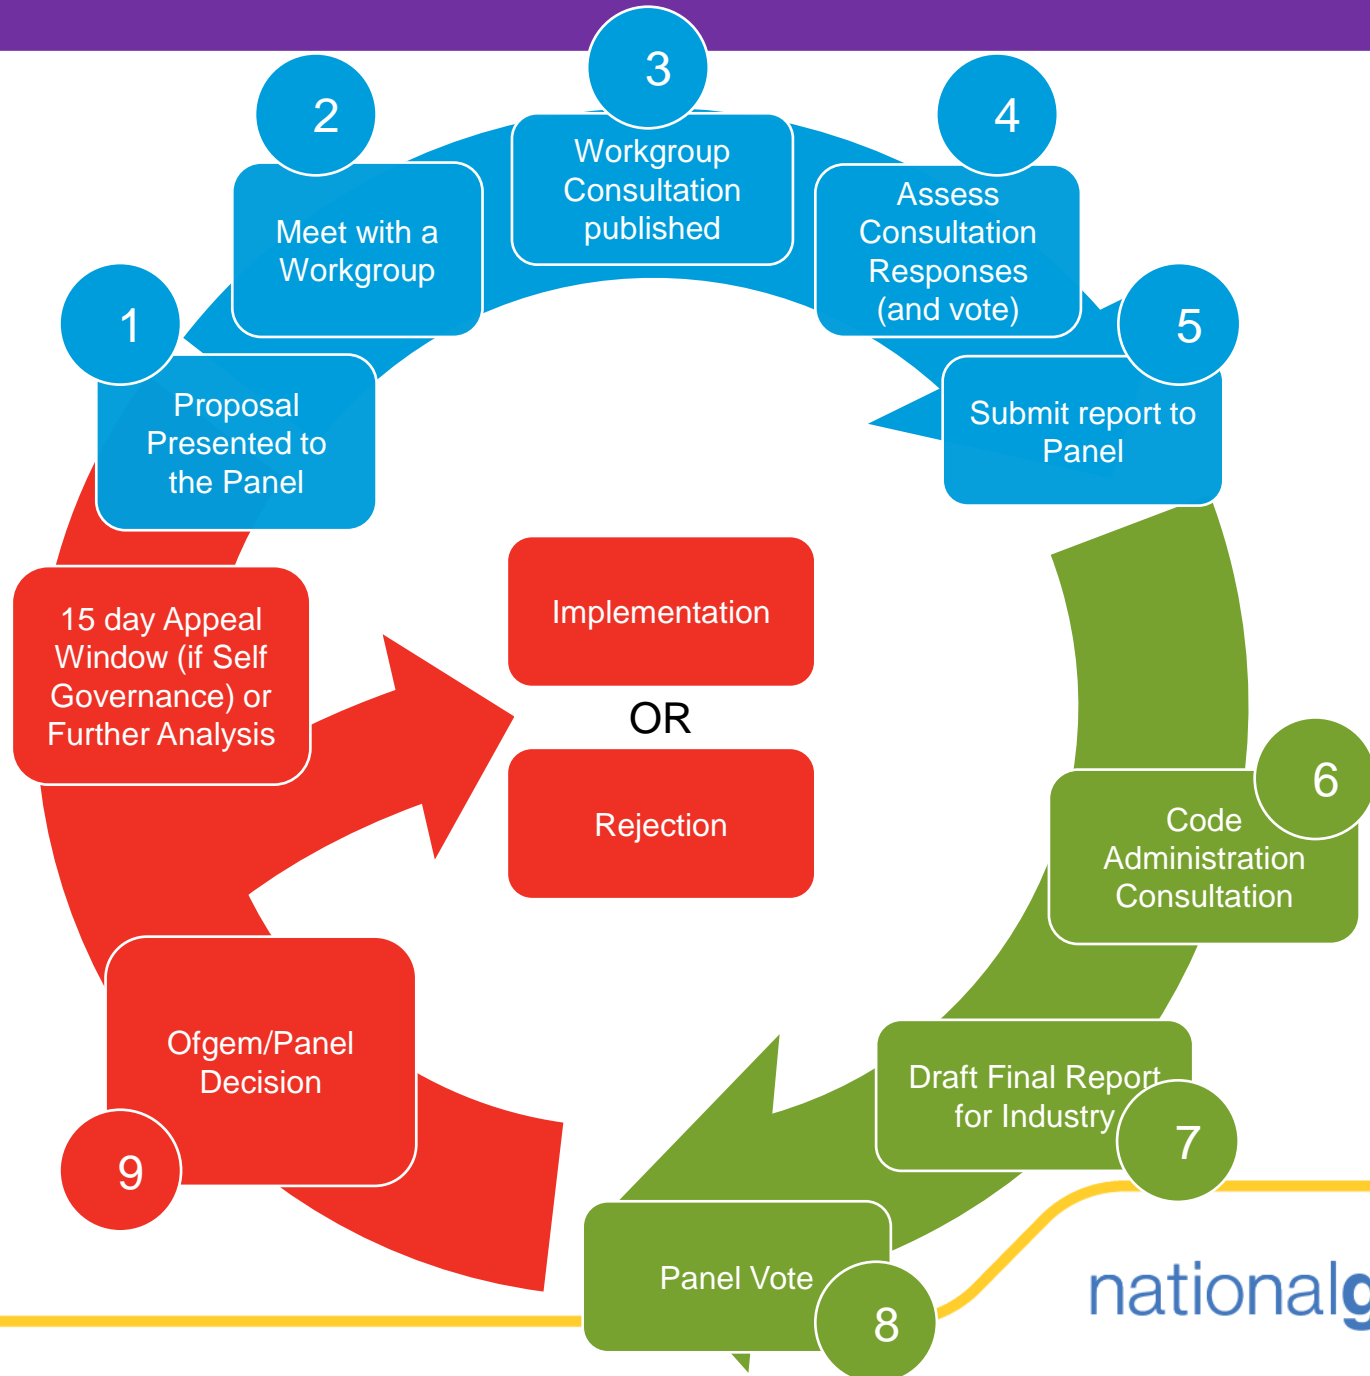 1
Proposal
Presented to
the Panel
2
Meet with a
Workgroup
3
Workgroup
Consultation
published
4
Assess
Consultation
Responses
(and vote)
5
Submit report to
Panel
6
Code
Administration
Consultation
7
Draft Final Report
for Industry
8
Panel Vote
9
Ofgem/Panel
Decision
15 day Appeal
Window (if Self
Governance) or
Further Analysis
Implementation
OR
Rejection
nationalg